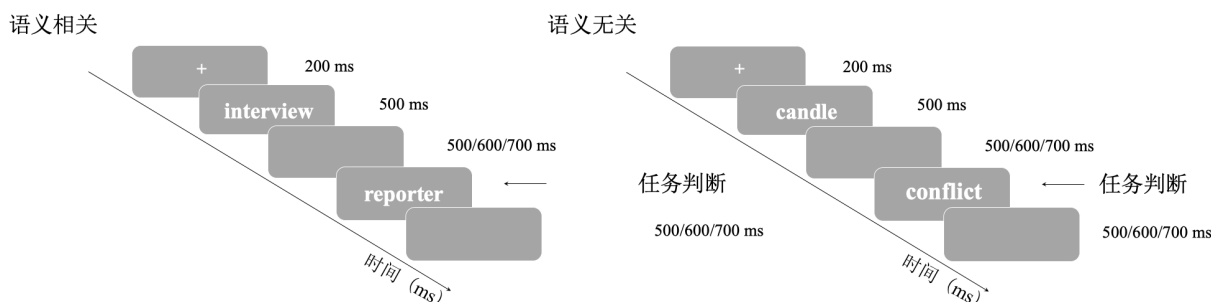 语义相关
+
200 ms
interview
500 ms
500/600/700 ms
reporter
任务判断
500/600/700 ms
时间（ms）
语义无关
+
200 ms
candle
500 ms
500/600/700 ms
conflict
任务判断
500/600/700 ms
时间（ms）